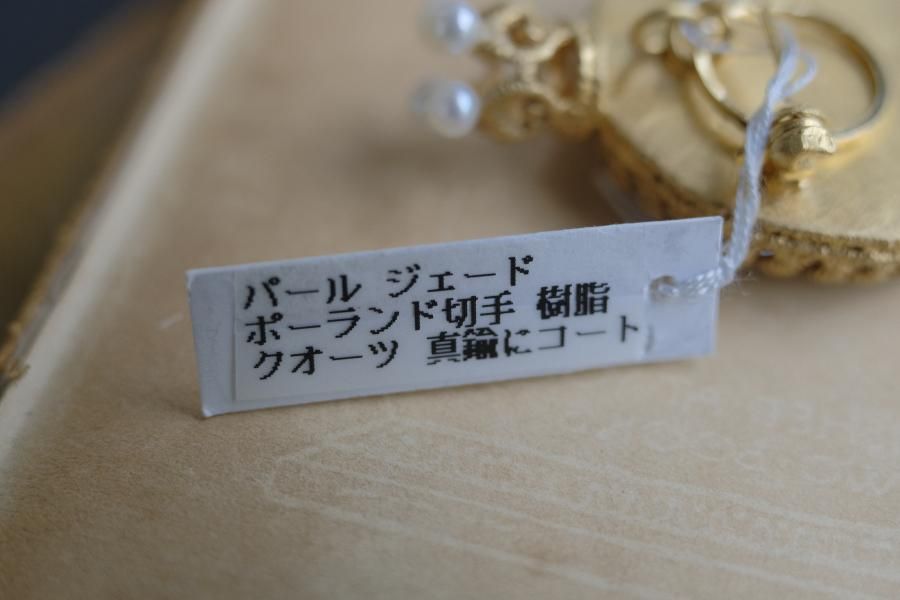 パール ジェード
ポーランド切手 樹脂
クオーツ 真鍮にコート